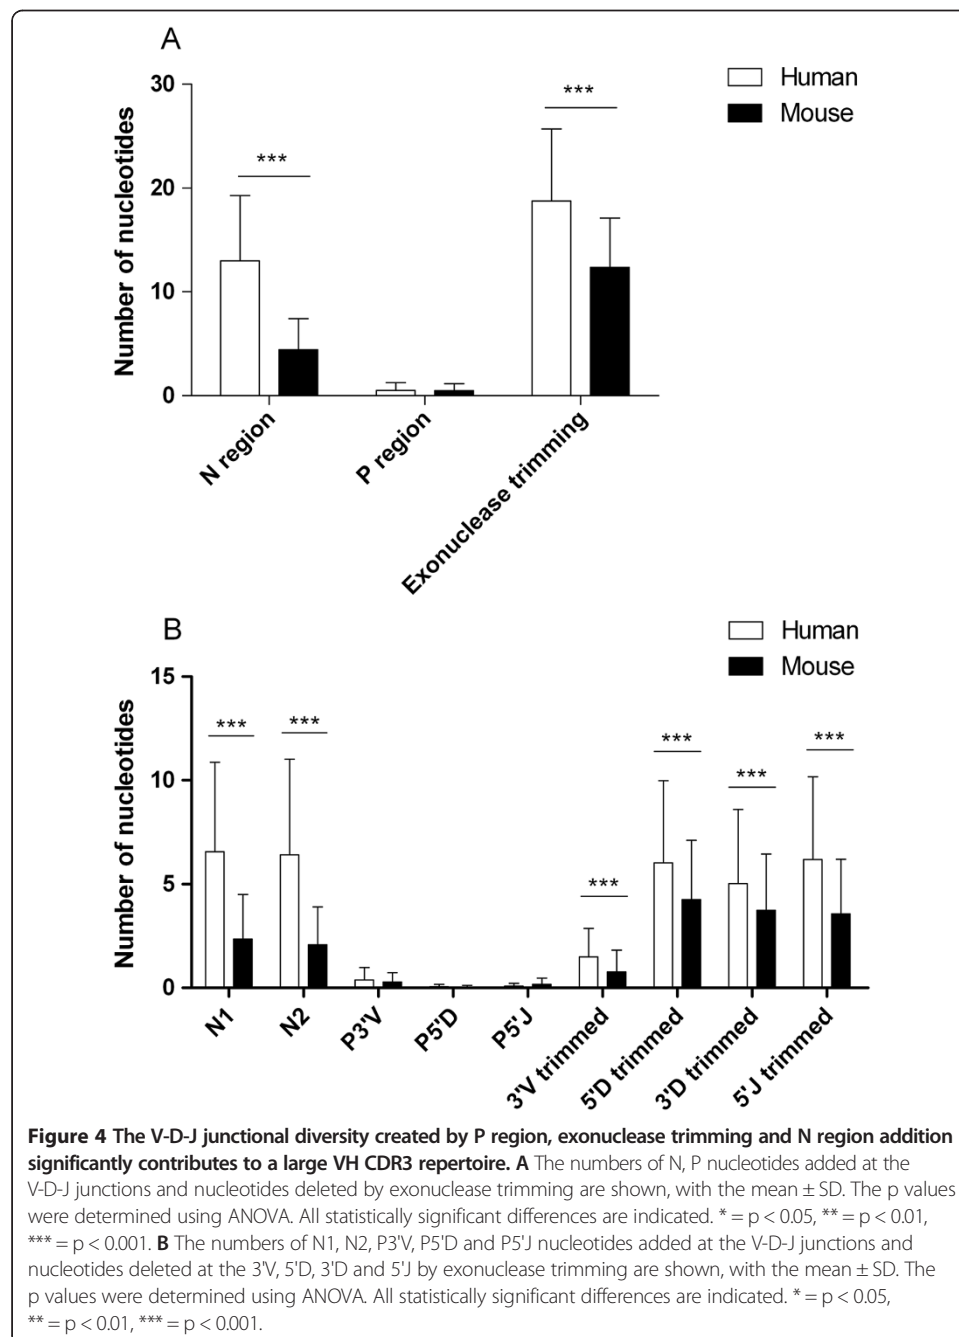 A
Human
Mouse
Number of nucleotides
30
20
10
0
***
***
N region
P region
Exonuclease trimming
B
Human
Mouse
Number of nucleotides
15
10
5
0
***
***
***
***
***
***
N1
N2
P3'V
P5'D
P5'J
3'V trimmed
5'D trimmed
3'D trimmed
5'J trimmed
Figure 4 The V-D-J junctional diversity created by P region, exonuclease trimming and N region addition
significantly contributes to a large VH CDR3 repertoire. A The numbers of N, P nucleotides added at the
V-D-J junctions and nucleotides deleted by exonuclease trimming are shown, with the mean ± SD. The p values
were determined using ANOVA. All statistically significant differences are indicated. * = p < 0.05, ** = p < 0.01,
*** = p < 0.001. B The numbers of N1, N2, P3'V, P5'D and P5'J nucleotides added at the V-D-J junctions and
nucleotides deleted at the 3'V, 5'D, 3'D and 5'J by exonuclease trimming are shown, with the mean ± SD. The
p values were determined using ANOVA. All statistically significant differences are indicated. * = p < 0.05,
** = p < 0.01, *** = p < 0.001.